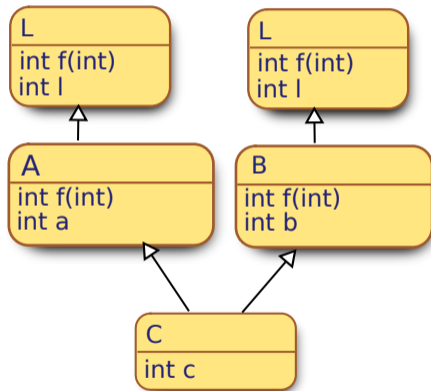 L
int f(int)
int l
L
int f(int)
int l
A
int f(int)
int a
B
int f(int)
int b
C
int c